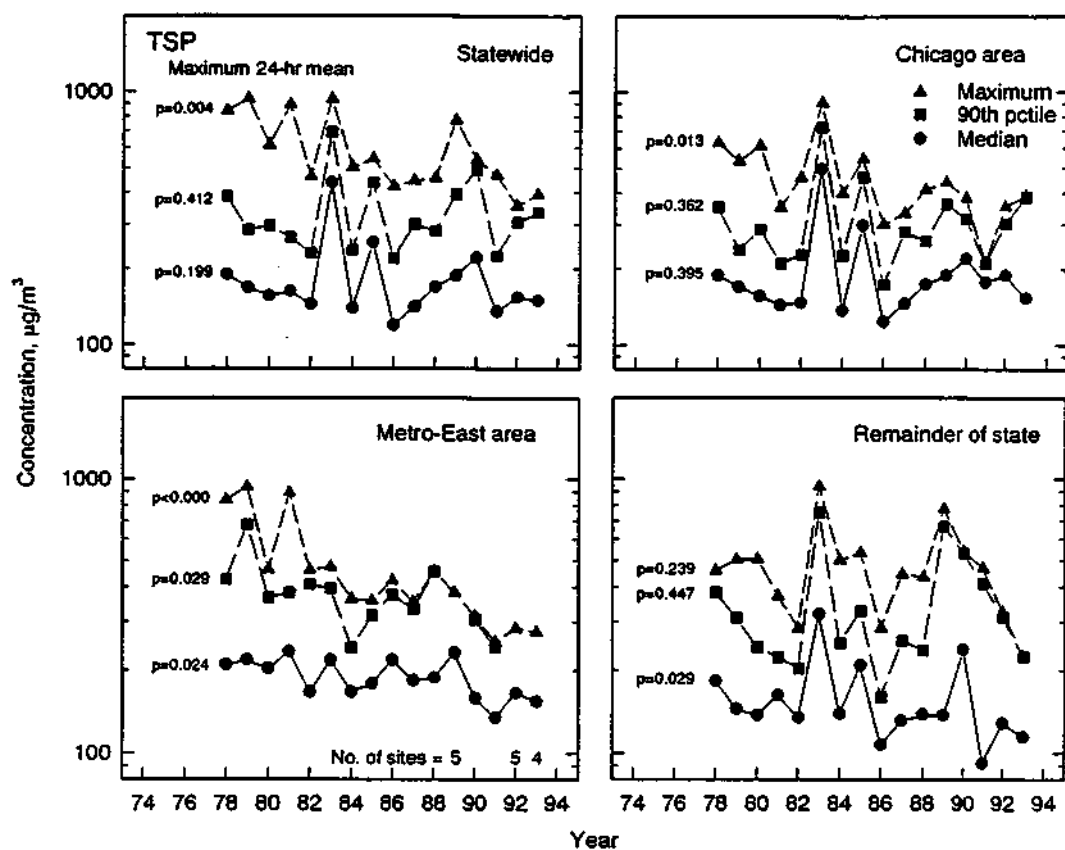 TSP
Maximum 24-hr mean
Statewide
p=0.004
p=0.412
p=0.199
1000
100
Chicago area
Maximum
90th pctile
Median
p=0.013
p=0.362
p=0.395
74 76 78 80 82 84 86 88 90 92 94
Concentration, µg/m³
Metro-East area
p<0.000
p=0.029
p=0.024
No. of sites = 5 5 4
1000
100
Remainder of state
p=0.239
p=0.447
p=0.029
74 76 78 80 82 84 86 88 90 92 94
Year